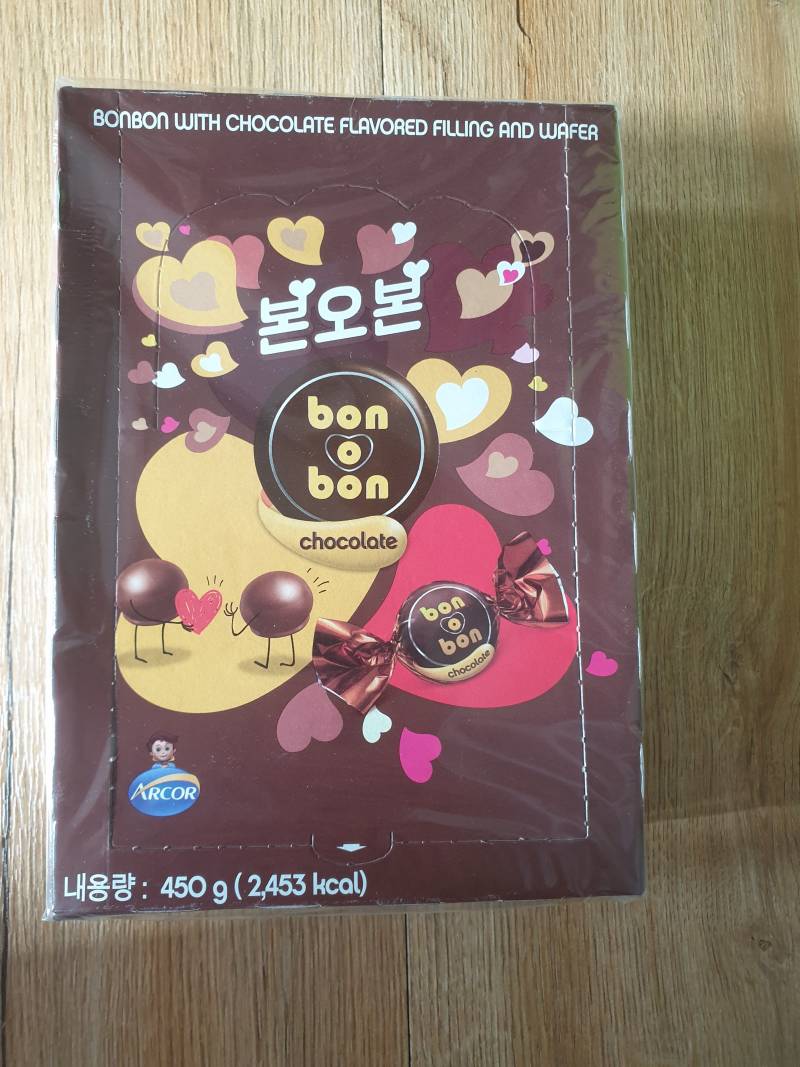 BONBON WITH CHOCOLATE FLAVORED FILLING AND WAFER
본오본
bon
o
bon
chocolate
bon
o
bon
chocolate
ARCOR
내용량 : 450 g ( 2,453 kcal)